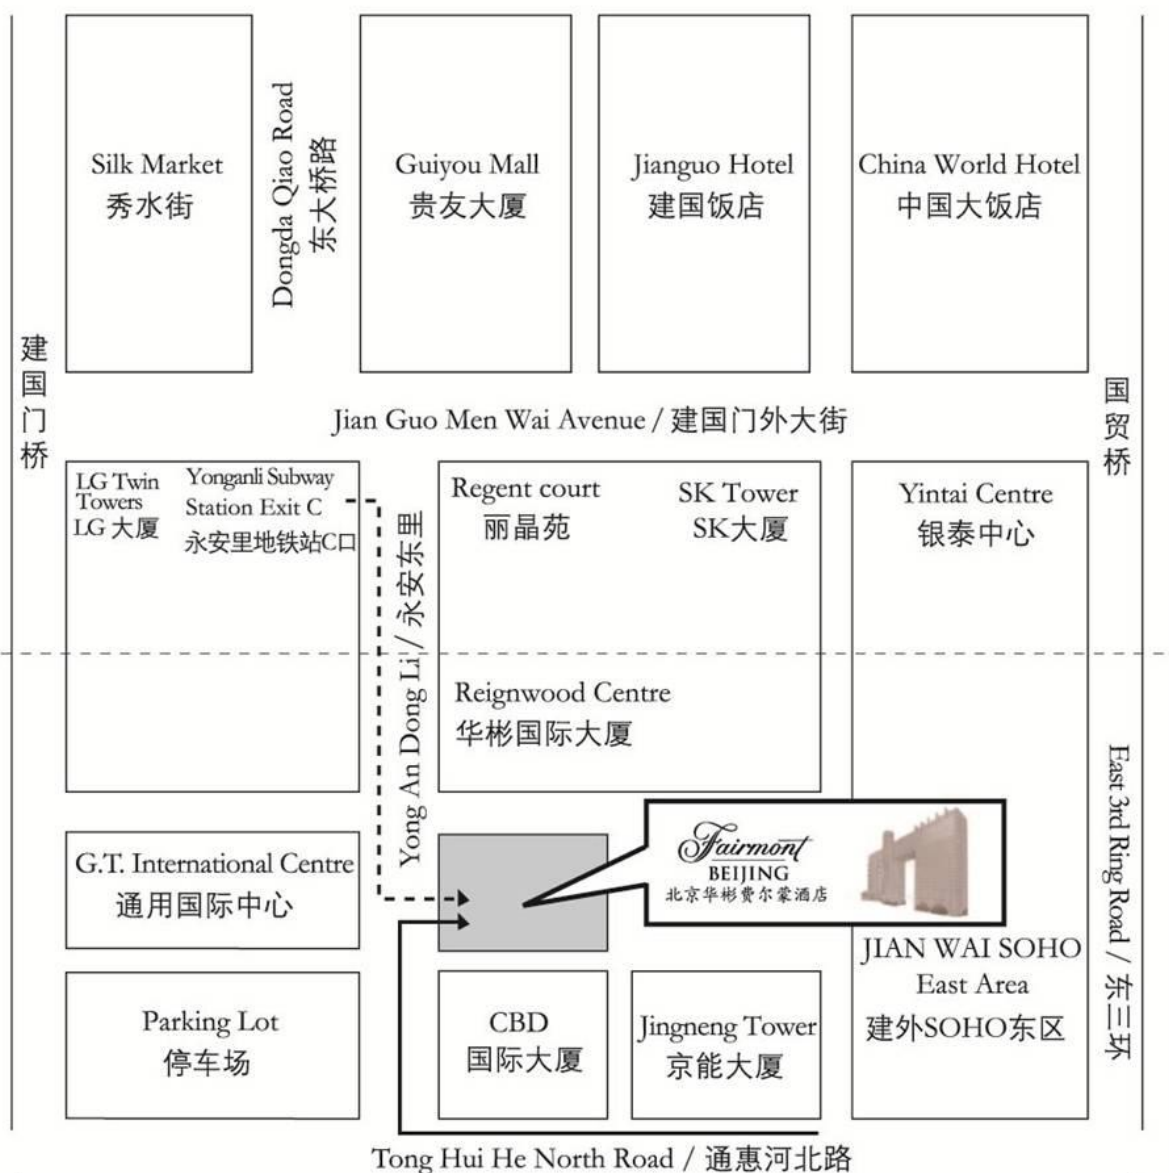 Silk Market
秀水街
Dongda Qiao Road
东大桥路
Guiyou Mall
贵友大厦
Jianguo Hotel
建国饭店
China World Hotel
中国大饭店
建国门桥
国贸桥
Jian Guo Men Wai Avenue / 建国门外大街
LG Twin
Towers
LG 大厦
Yonganli Subway
Station Exit C
永安里地铁站C口
Yong An Dong Li / 永安东里
Regent court
丽晶苑
SK Tower
SK大厦
Yintai Centre
银泰中心
Reignwood Centre
华彬国际大厦
East 3rd Ring Road / 东三环
G.T. International Centre
通用国际中心
Fairmont
BEIJING
北京华彬费尔蒙酒店
JIAN WAI SOHO
East Area
建外SOHO东区
Parking Lot
停车场
CBD
国际大厦
Jingneng Tower
京能大厦
Tong Hui He North Road / 通惠河北路